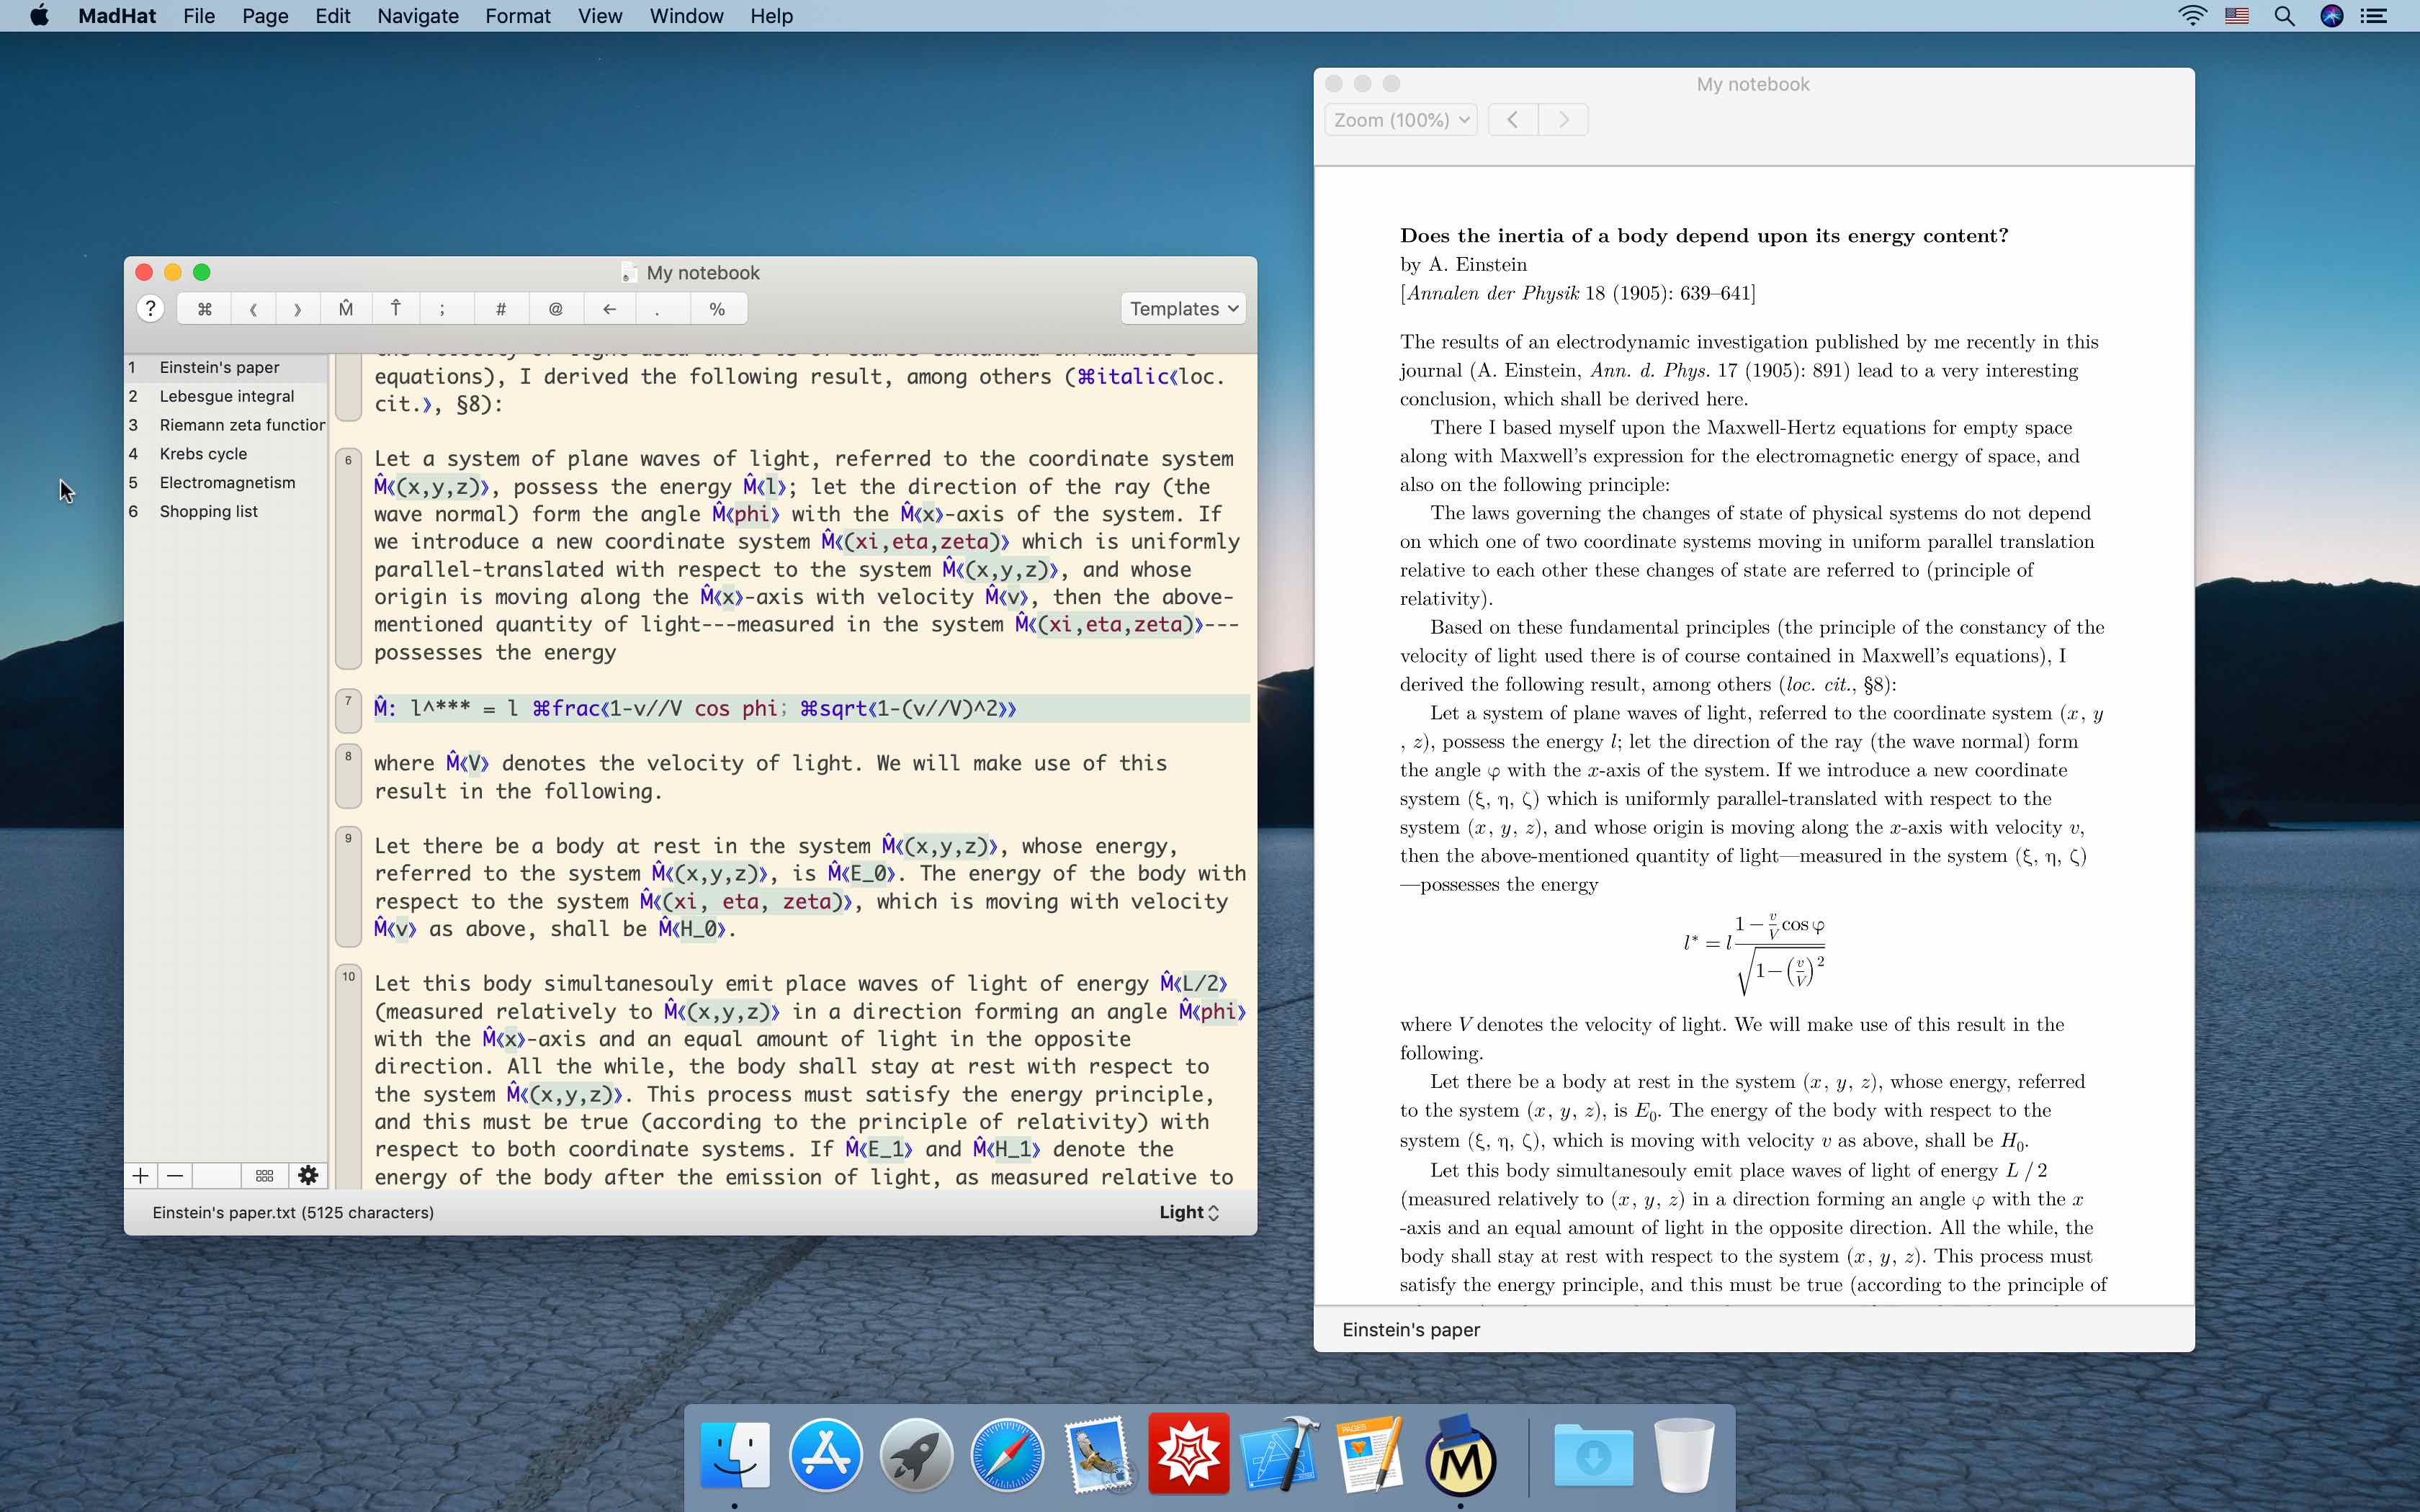 MadHat File Page Edit Navigate Format View Window Help
My notebook
? ⌘ 《 》 M̂ T̂ ; # @ ← . % Templates
1 Einstein's paper
2 Lebesgue integral
3 Riemann zeta function
4 Krebs cycle
5 Electromagnetism
6 Shopping list
equations), I derived the following result, among others (⌘italic《loc.
cit.》, §8):
6 Let a system of plane waves of light, referred to the coordinate system
M̂《(x,y,z)》, possess the energy M̂《l》; let the direction of the ray (the
wave normal) form the angle M̂《phi》 with the M̂《x》-axis of the system. If
we introduce a new coordinate system M̂《(xi,eta,zeta)》 which is uniformly
parallel-translated with respect to the system M̂《(x,y,z)》, and whose
origin is moving along the M̂《x》-axis with velocity M̂《v》, then the above-
mentioned quantity of light---measured in the system M̂《(xi,eta,zeta)》---
possesses the energy
7 M̂: l^*** = l ⌘frac《1-v//V cos phi; ⌘sqrt《1-(v//V)^2》》
8 where M̂《V》 denotes the velocity of light. We will make use of this
result in the following.
9 Let there be a body at rest in the system M̂《(x,y,z)》, whose energy,
referred to the system M̂《(x,y,z)》, is M̂《E_0》. The energy of the body with
respect to the system M̂《(xi, eta, zeta)》, which is moving with velocity
M̂《v》 as above, shall be M̂《H_0》.
10 Let this body simultanesouly emit place waves of light of energy M̂《L/2》
(measured relatively to M̂《(x,y,z)》 in a direction forming an angle M̂《phi》
with the M̂《x》-axis and an equal amount of light in the opposite
direction. All the while, the body shall stay at rest with respect to
the system M̂《(x,y,z)》. This process must satisfy the energy principle,
and this must be true (according to the principle of relativity) with
respect to both coordinate systems. If M̂《E_1》 and M̂《H_1》 denote the
energy of the body after the emission of light, as measured relative to
Einstein's paper.txt (5125 characters) Light
My notebook
Zoom (100%)
Does the inertia of a body depend upon its energy content?
by A. Einstein
[Annalen der Physik 18 (1905): 639–641]
The results of an electrodynamic investigation published by me recently in this
journal (A. Einstein, Ann. d. Phys. 17 (1905): 891) lead to a very interesting
conclusion, which shall be derived here.
There I based myself upon the Maxwell-Hertz equations for empty space
along with Maxwell's expression for the electromagnetic energy of space, and
also on the following principle:
The laws governing the changes of state of physical systems do not depend
on which one of two coordinate systems moving in uniform parallel translation
relative to each other these changes of state are referred to (principle of
relativity).
Based on these fundamental principles (the principle of the constancy of the
velocity of light used there is of course contained in Maxwell's equations), I
derived the following result, among others (loc. cit., §8):
Let a system of plane waves of light, referred to the coordinate system (x, y
, z), possess the energy l; let the direction of the ray (the wave normal) form
the angle φ with the x-axis of the system. If we introduce a new coordinate
system (ξ, η, ζ) which is uniformly parallel-translated with respect to the
system (x, y, z), and whose origin is moving along the x-axis with velocity v,
then the above-mentioned quantity of light—measured in the system (ξ, η, ζ)
—possesses the energy
l* = l (1 − v/V cos φ) / √(1−(v/V)²)
where V denotes the velocity of light. We will make use of this result in the
following.
Let there be a body at rest in the system (x, y, z), whose energy, referred
to the system (x, y, z), is E₀. The energy of the body with respect to the
system (ξ, η, ζ), which is moving with velocity v as above, shall be H₀.
Let this body simultanesouly emit place waves of light of energy L / 2
(measured relatively to (x, y, z) in a direction forming an angle φ with the x
-axis and an equal amount of light in the opposite direction. All the while, the
body shall stay at rest with respect to the system (x, y, z). This process must
satisfy the energy principle, and this must be true (according to the principle of
Einstein's paper
PAGES
M